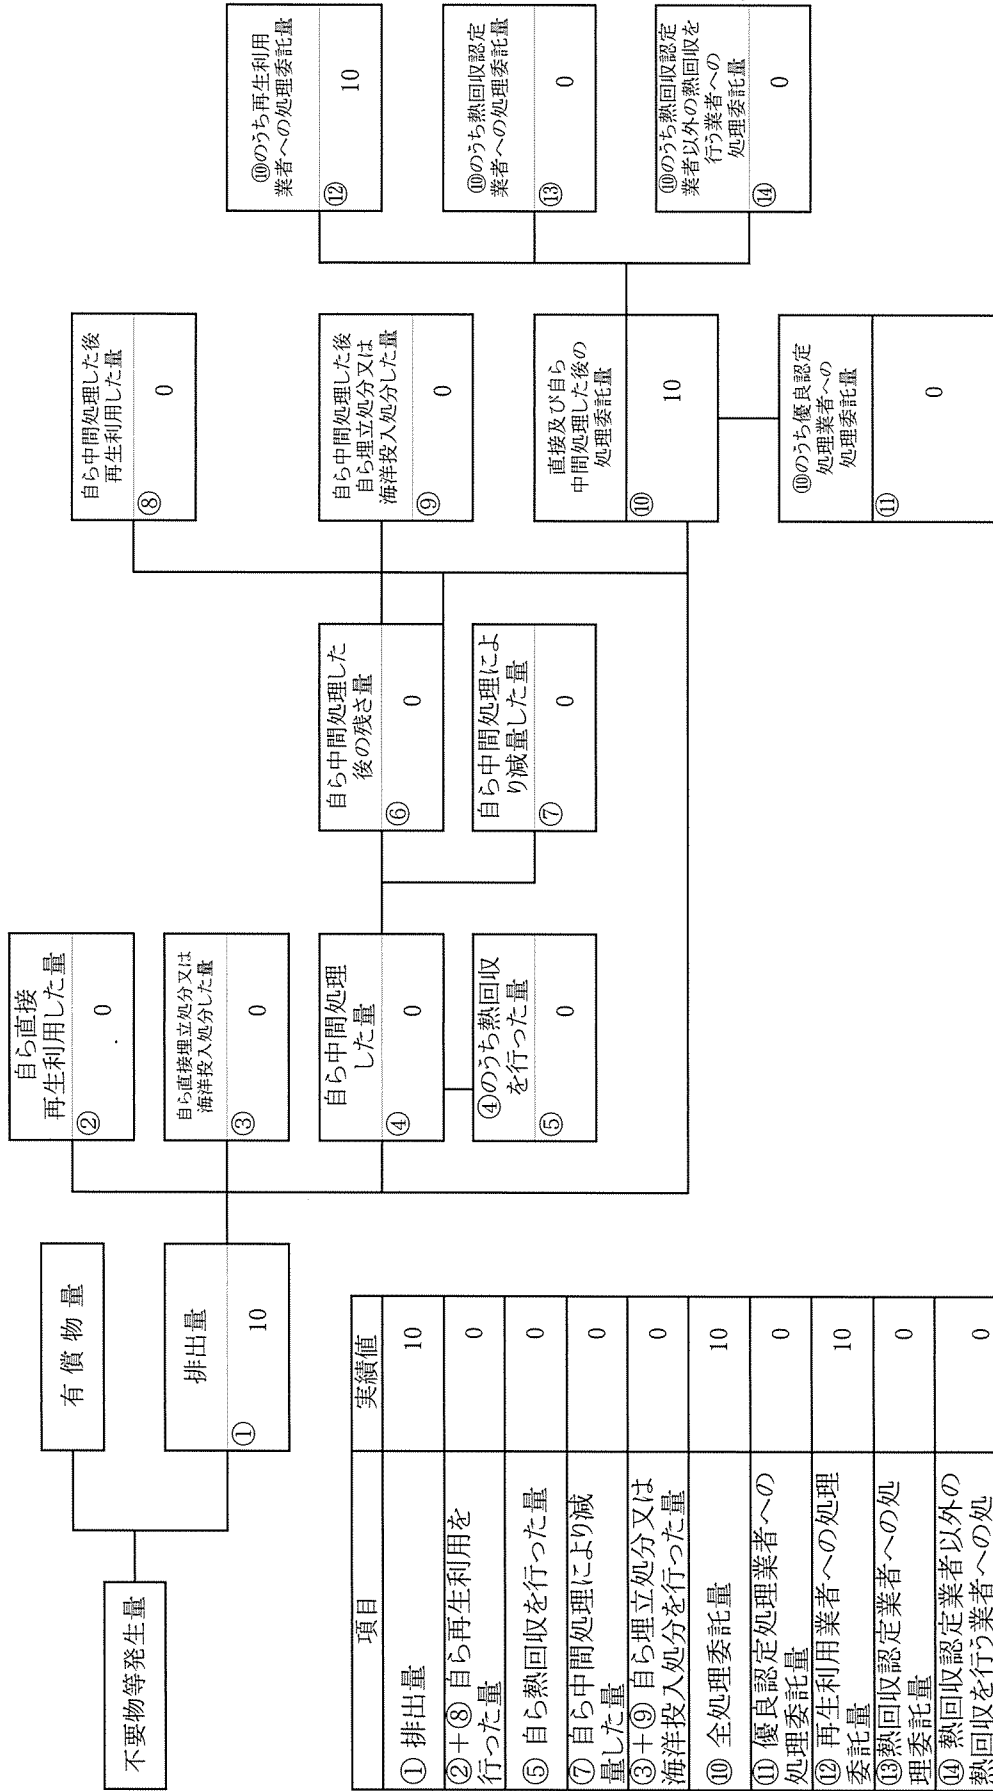 不要物等発生量
有 償 物 量
排出量
① 10
自ら直接
再生利用した量
② 0
自ら直接埋立処分又は
海洋投入処分した量
③ 0
自ら中間処理
した量
④ 0
④のうち熱回収
を行った量
⑤ 0
自ら中間処理した
後の残さ量
⑥ 0
自ら中間処理によ
り減量した量
⑦ 0
自ら中間処理した後
再生利用した量
⑧ 0
自ら中間処理した後
自ら埋立処分又は
海洋投入処分した量
⑨ 0
直接及び自ら
中間処理した後の
処理委託量
⑩ 10
⑩のうち優良認定
処理業者への
処理委託量
⑪ 0
⑩のうち再生利用
業者への処理委託量
⑫ 10
⑩のうち熱回収認定
業者への処理委託量
⑬ 0
⑩のうち熱回収認定
業者以外の熱回収を
行う業者への
処理委託量
⑭ 0
項目 実績値
① 排出量 10
②+⑧ 自ら再生利用を
行った量 0
⑤ 自ら熱回収を行った量 0
⑦ 自ら中間処理により減
量した量 0
③+⑨ 自ら埋立処分又は
海洋投入処分を行った量 0
⑩ 全処理委託量 10
⑪ 優良認定処理業者への
処理委託量 0
⑫ 再生利用業者への処理
委託量 10
⑬熱回収認定業者への処
理委託量 0
⑭ 熱回収認定業者以外の
熱回収を行う業者への処 0